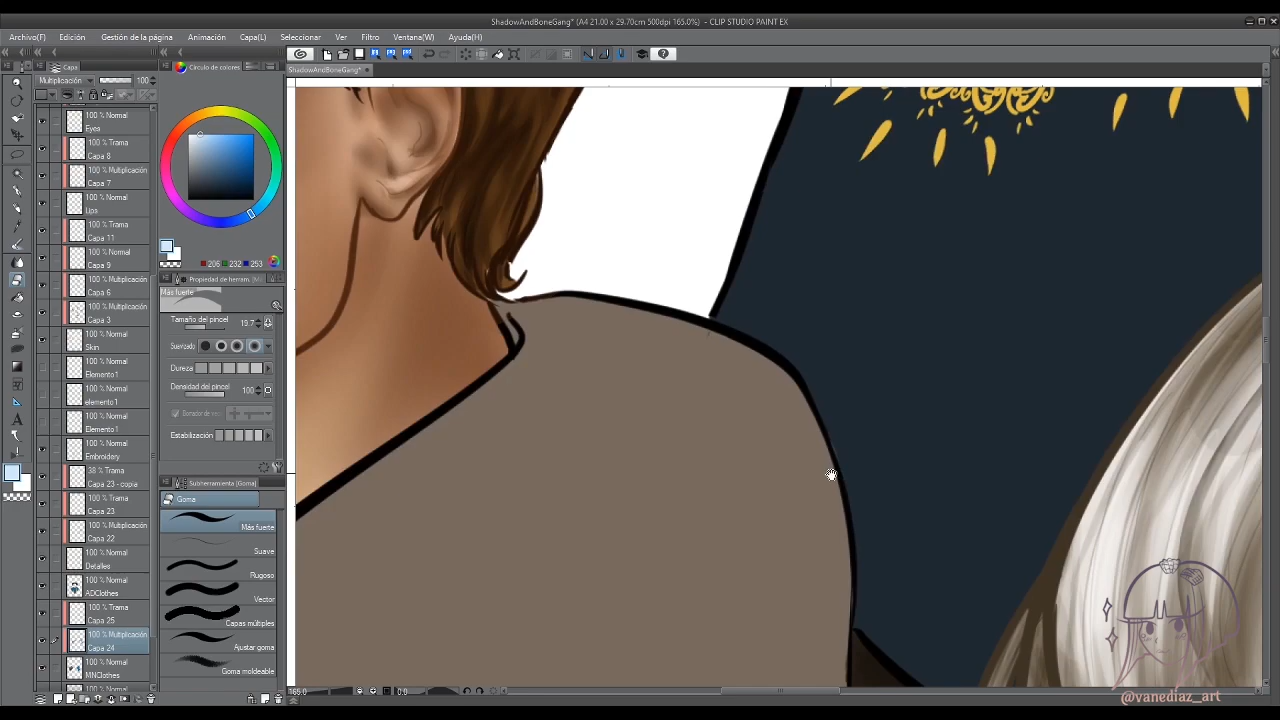 ShadowAndBoneGang* (A4 21.00 x 29.70cm 500dpi 165.0%) - CLIP STUDIO PAINT EX
Archivo(F) Edición Gestión de la página Animación Capa(L) Seleccionar Ver Filtro Ventana(W) Ayuda(H)
Capa
Círculo de colores
ShadowAndBoneGang*
Multiplicación 100
100 % Normal
Eyes
100 % Trama
Capa 8
100 % Multiplicación
Capa 7
100 % Normal
Lips
100 % Trama
Capa 11
100 % Normal
Capa 9
100 % Multiplicación
Capa 6
100 % Multiplicación
Capa 3
100 % Normal
Skin
100 % Normal
Elemento1
100 % Normal
elemento1
100 % Normal
Elemento1
100 % Normal
Embroidery
38 % Trama
Capa 23 - copia
100 % Trama
Capa 23
100 % Multiplicación
Capa 22
100 % Normal
Detalles
100 % Normal
ADClothes
100 % Trama
Capa 25
100 % Multiplicación
Capa 24
100 % Normal
MNClothes
100 % Normal
206 232 253
Propiedad de herram.
Más fuerte
Tamaño del pincel 19.7
Suavizado
Dureza
Densidad del pincel 100
Estabilización
Subherramienta (Goma)
Goma
Más fuerte
Suave
Rugoso
Vector
Capas múltiples
Ajustar goma
Goma moldeable
165.0
0.0
@vanediaz_art